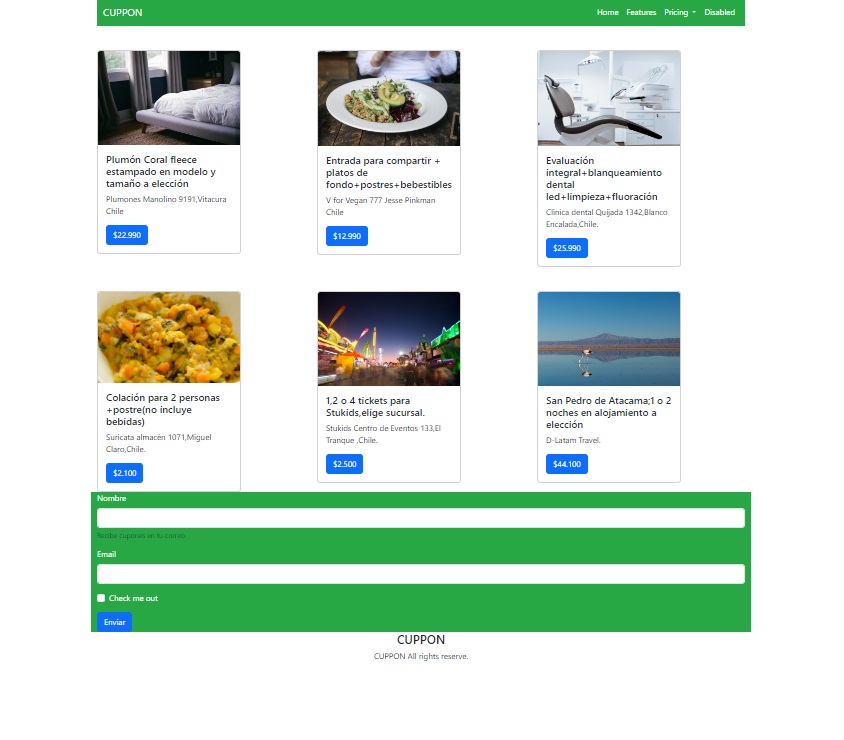 CUPPON
Home Features Pricing Disabled
Plumón Coral fleece
estampado en modelo y
tamaño a elección
Plumones Manolino 9191,Vitacura
Chile
$22.990
Entrada para compartir +
platos de
fondo+postres+bebestibles
V for Vegan 777 Jesse Pinkman
Chile
$12.990
Evaluación
integral+blanqueamiento
dental
led+limpieza+fluoración
Clinica dental Quijada 1342,Blanco
Encalada,Chile.
$25.990
Colación para 2 personas
+postre(no incluye
bebidas)
Suricata almacén 1071,Miguel
Claro,Chile.
$2.100
1,2 o 4 tickets para
Stukids,elige sucursal.
Stukids Centro de Eventos 133,El
Tranque ,Chile.
$2.500
San Pedro de Atacama;1 o 2
noches en alojamiento a
elección
D-Latam Travel.
$44.100
Nombre
Recibe cupones en tu correo.
Email
Check me out
Enviar
CUPPON
CUPPON All rights reserve.